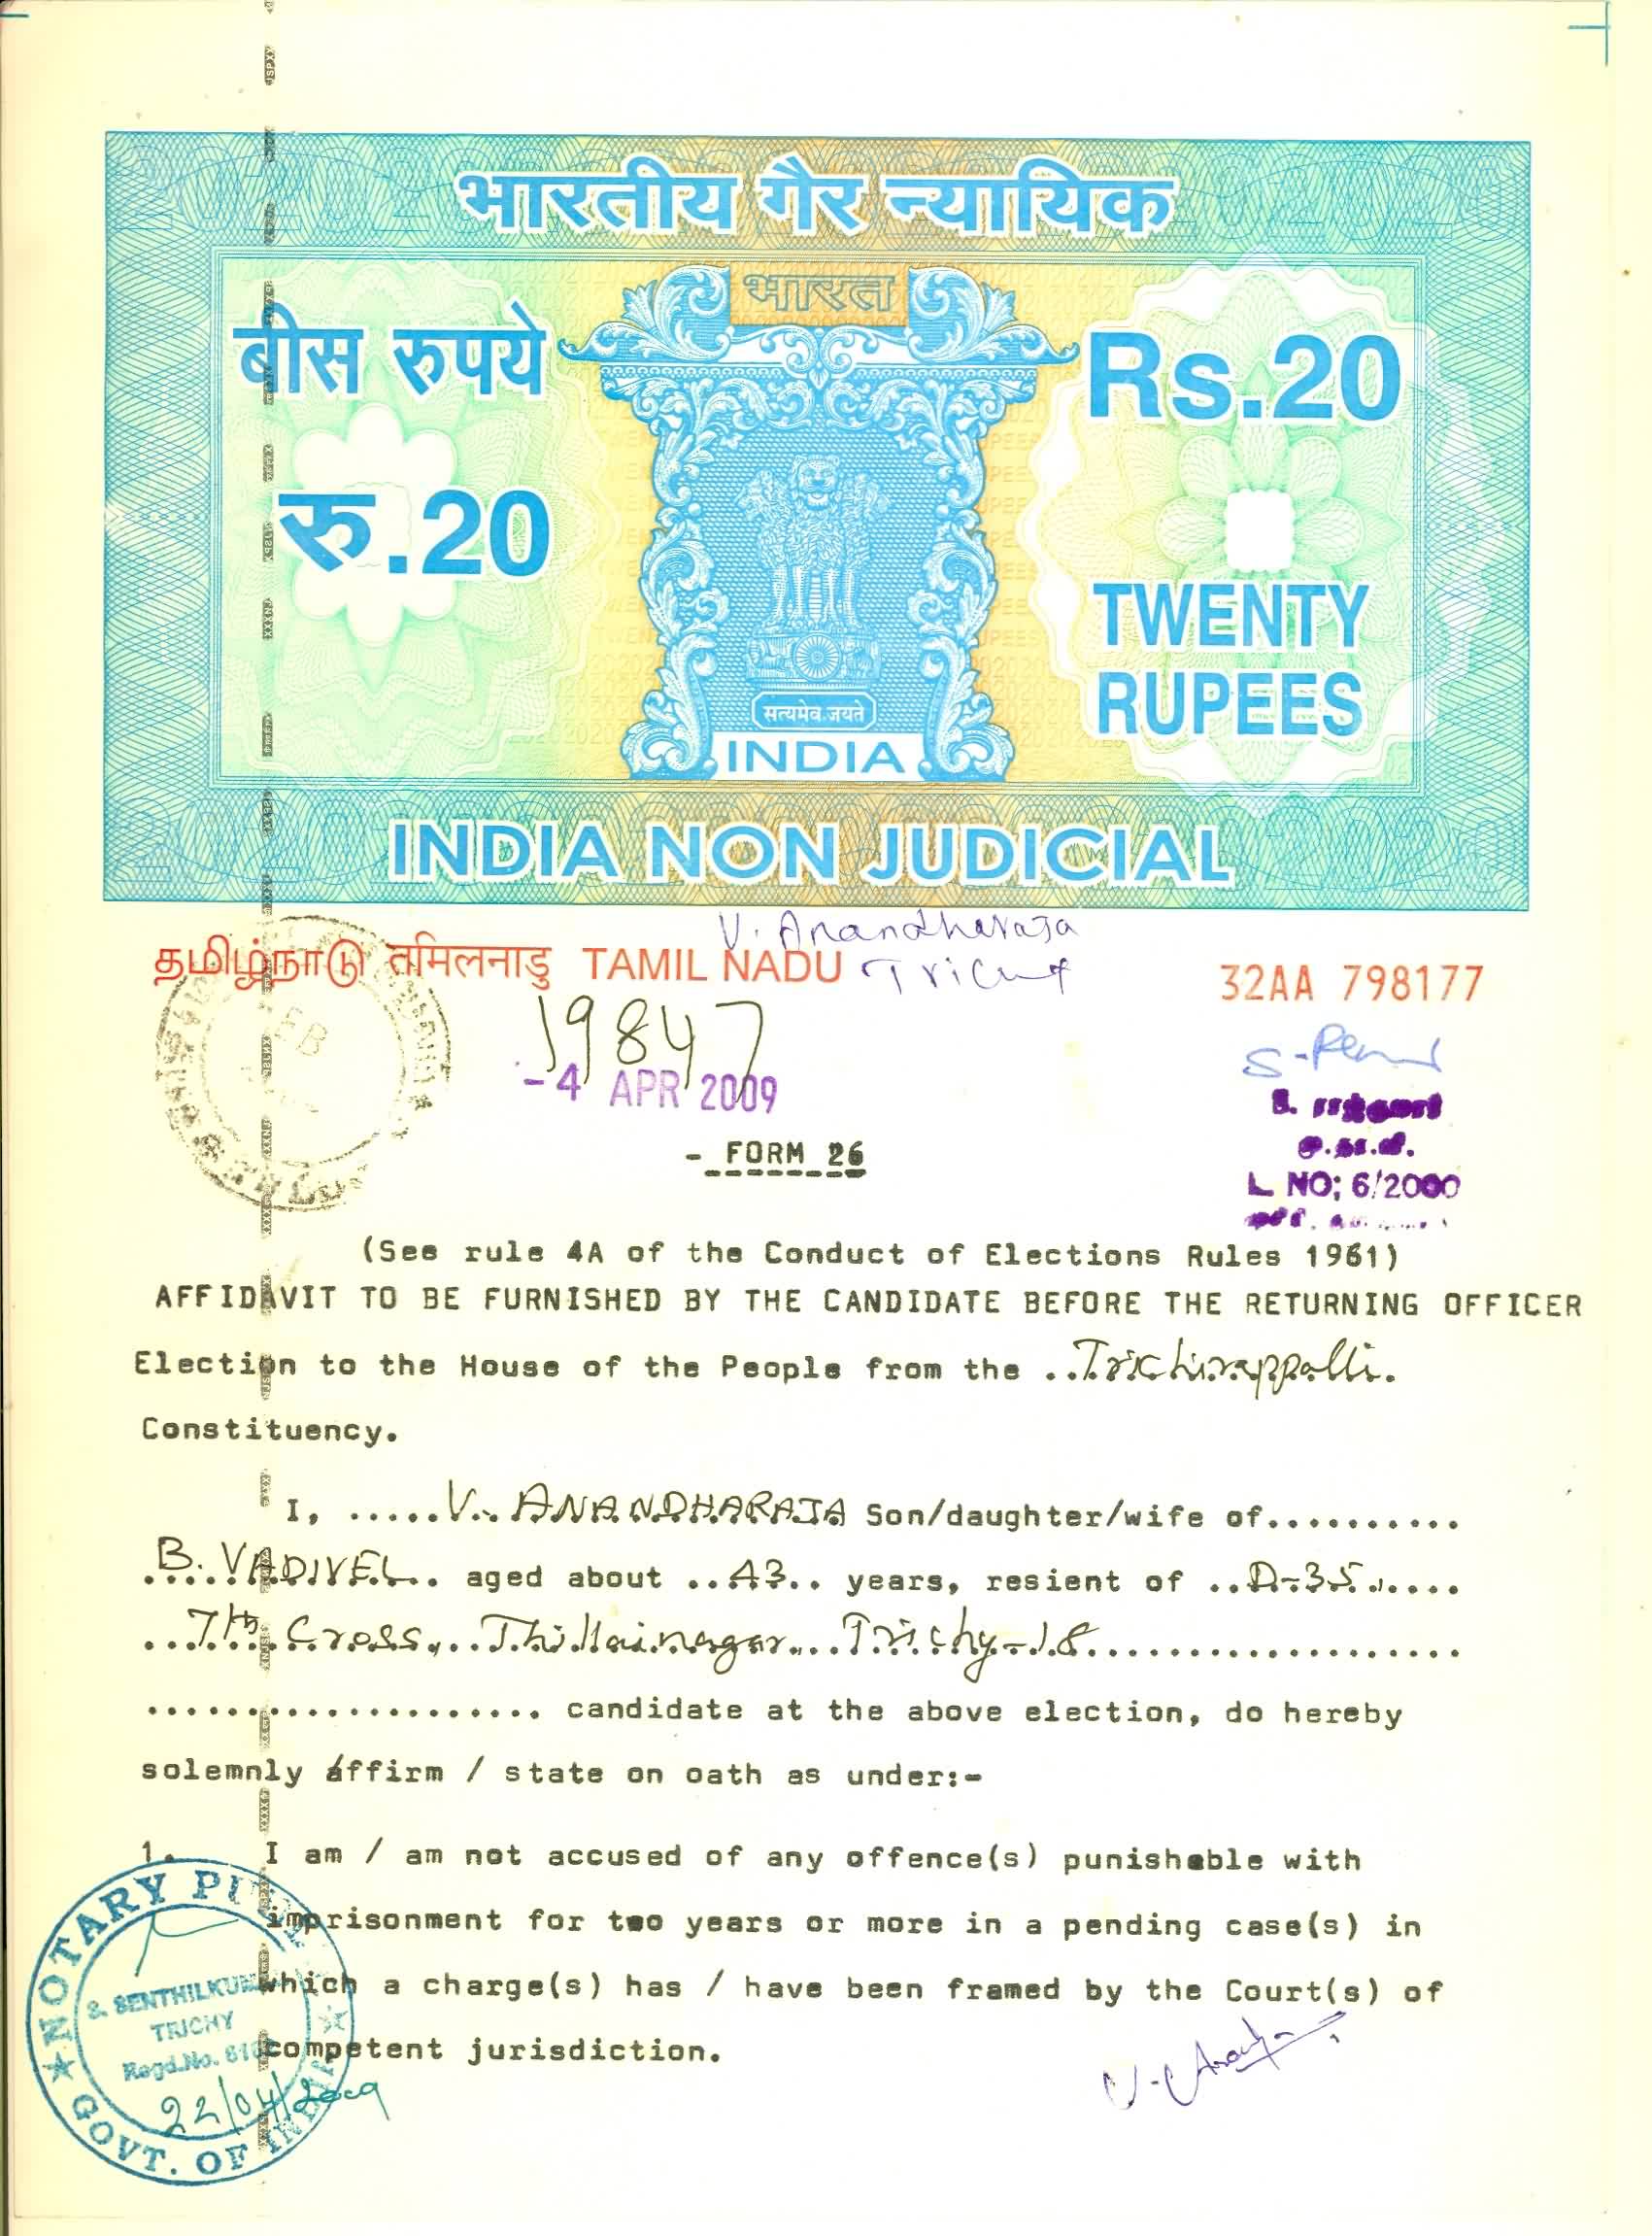 भारतीय गैर न्यायिक
भारत
बीस रुपये
Rs.20
रु.20
TWENTY
RUPEES
सत्यमेव जयते
INDIA
INDIA NON JUDICIAL
V. Anandharaja
தமிழ்நாடு तमिलनाडु TAMIL NADU Trichy
32AA 798177
19847
-4 APR 2009
L NO; 6/2000
- FORM 26
(See rule 4A of the Conduct of Elections Rules 1961)
AFFIDAVIT TO BE FURNISHED BY THE CANDIDATE BEFORE THE RETURNING OFFICER
Election to the House of the People from the ..Trichirappalli.
Constituency.
I, .....V. ANANDHARAJA Son/daughter/wife of..........
....B. VADIVEL.. aged about ..43.. years, resient of ..D-35.,....
...7th Cross,..Thillainagar,..Trichy-18...................
.................... candidate at the above election, do hereby
solemnly affirm / state on oath as under:-
1. I am / am not accused of any offence(s) punishable with
imprisonment for two years or more in a pending case(s) in
which a charge(s) has / have been framed by the Court(s) of
competent jurisdiction.
NOTARY
TRICHY
Regd.No.
22/04/2009
GOVT. OF